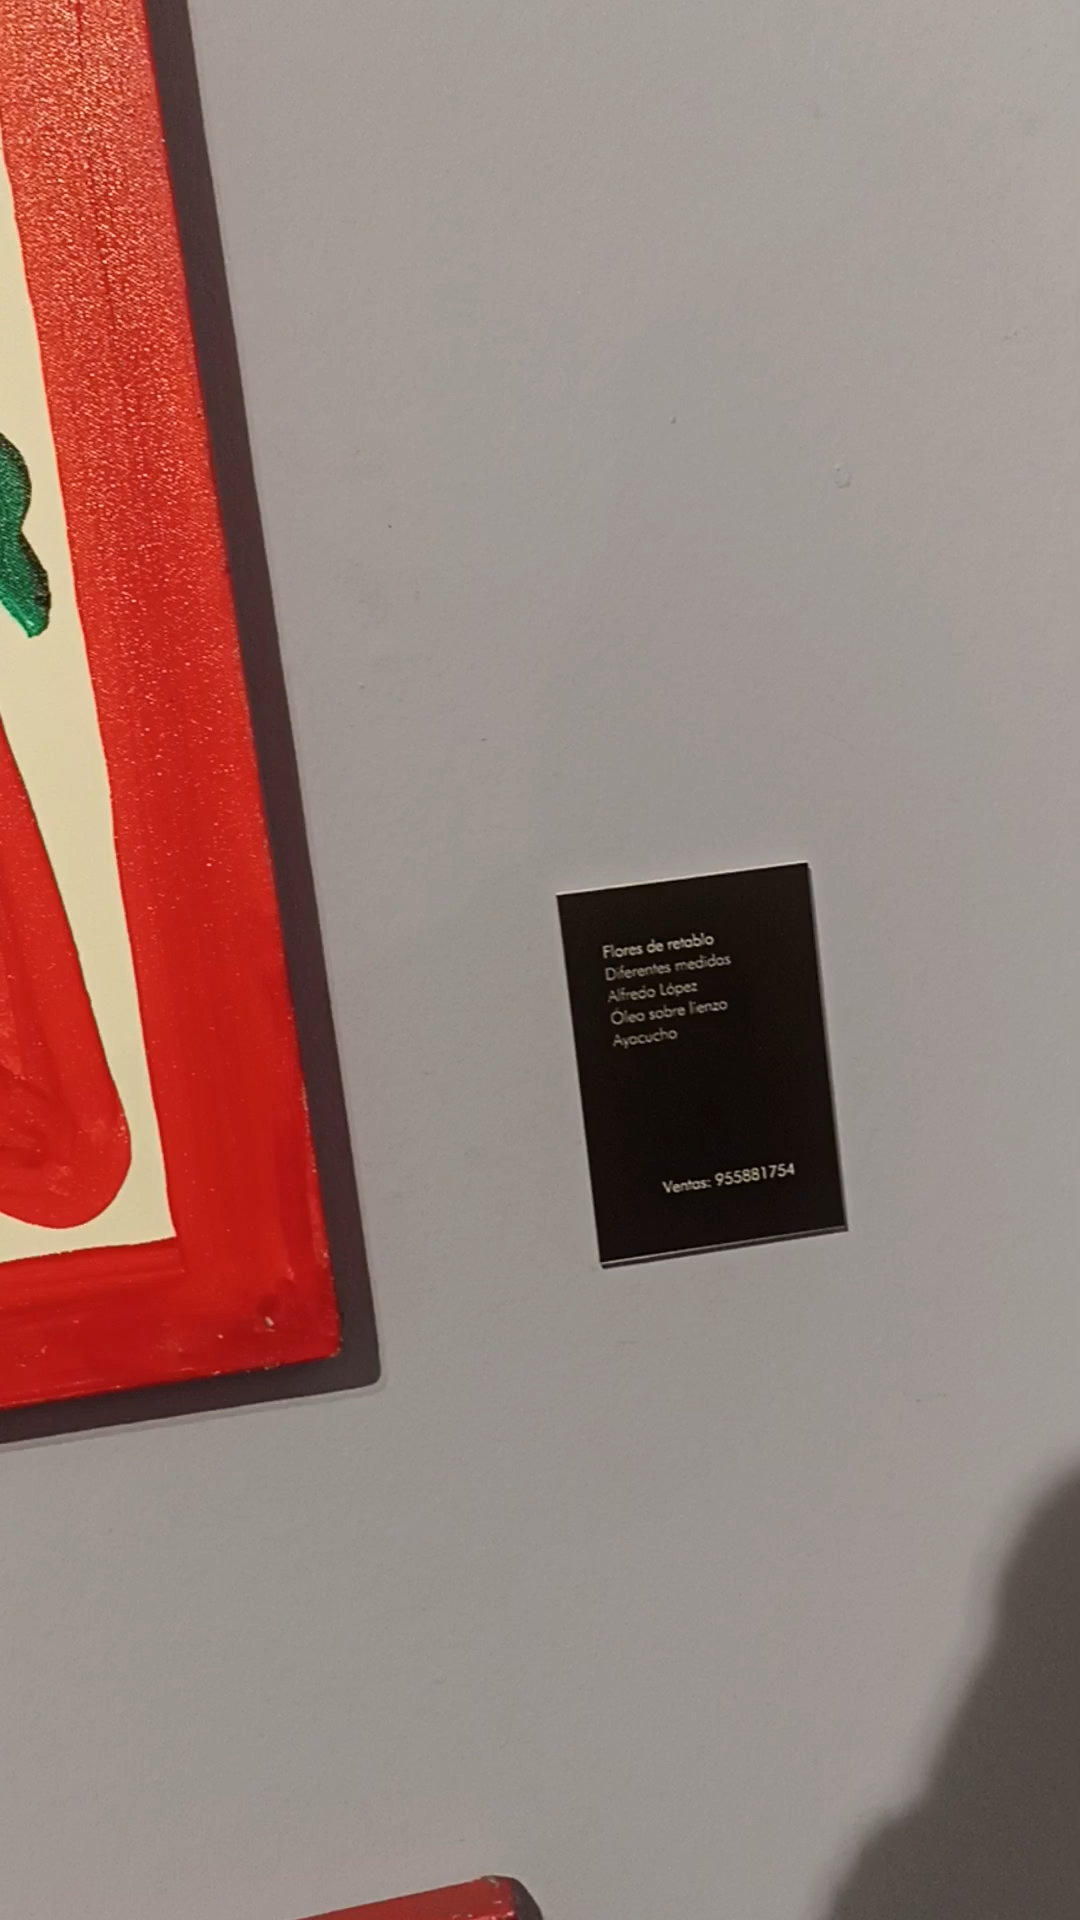 Flores de retablo
Diferentes medidas
Alfredo López
Óleo sobre lienzo
Ayacucho
Ventas: 955881754